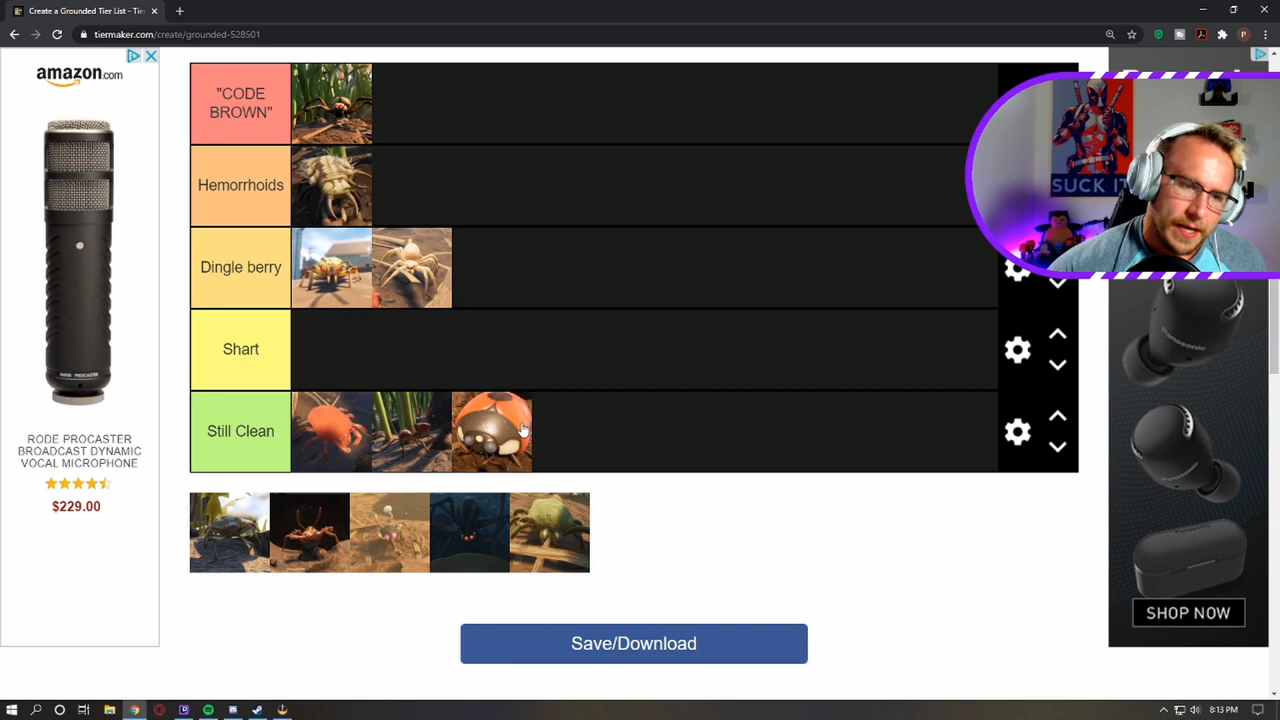 Create a Grounded Tier List - Tie
tiermaker.com/create/grounded-528501
P
amazon.com
RODE PROCASTER
BROADCAST DYNAMIC
VOCAL MICROPHONE
$229.00
"CODE
BROWN"
Hemorrhoids
Dingle berry
Shart
Still Clean
Save/Download
SUCK IT
Panasonic
SHOP NOW
8:13 PM